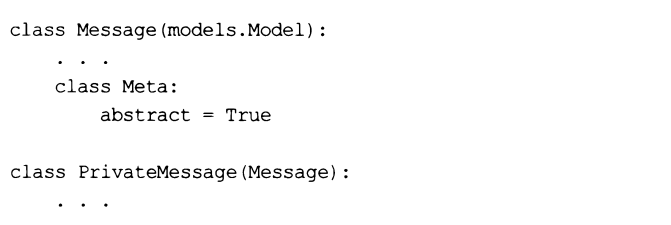 class Message(models.Model):
    . . .
    class Meta:
        abstract = True

class PrivateMessage(Message):
    . . .